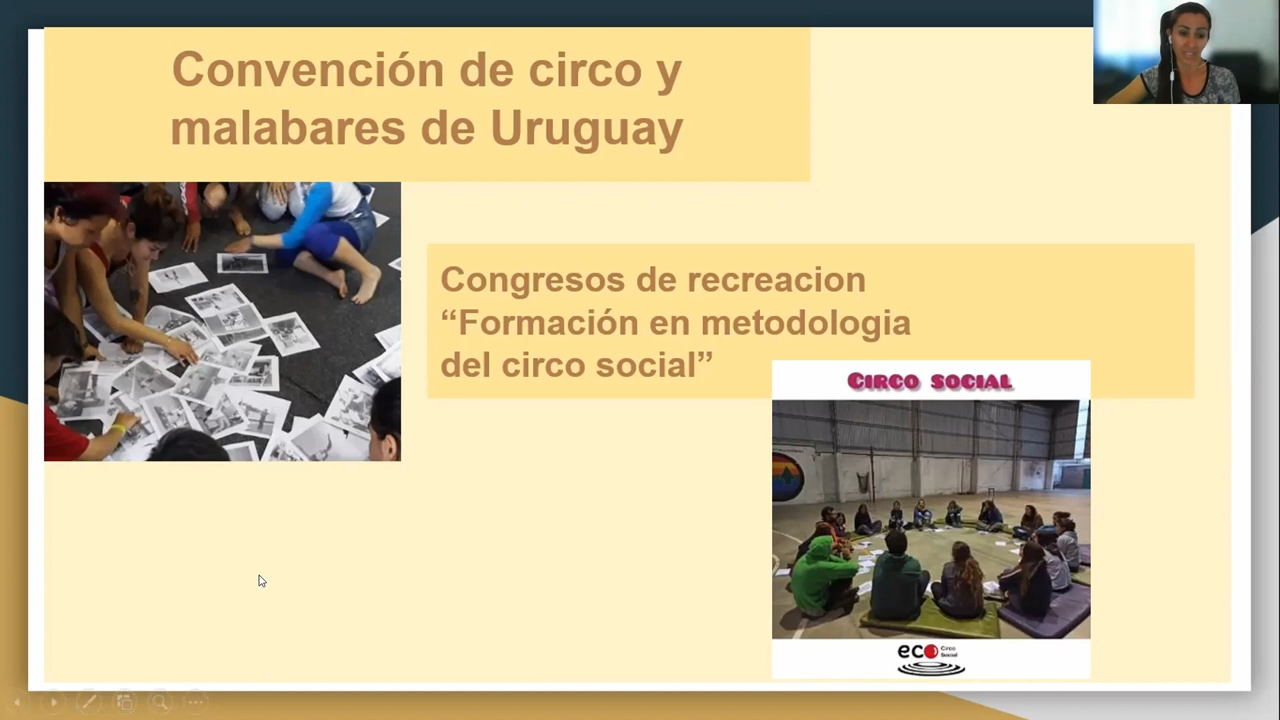 Convención de circo y
malabares de Uruguay
Congresos de recreacion
“Formación en metodologia
del circo social”
CIRCO SOCIAL
eco Circo
Social